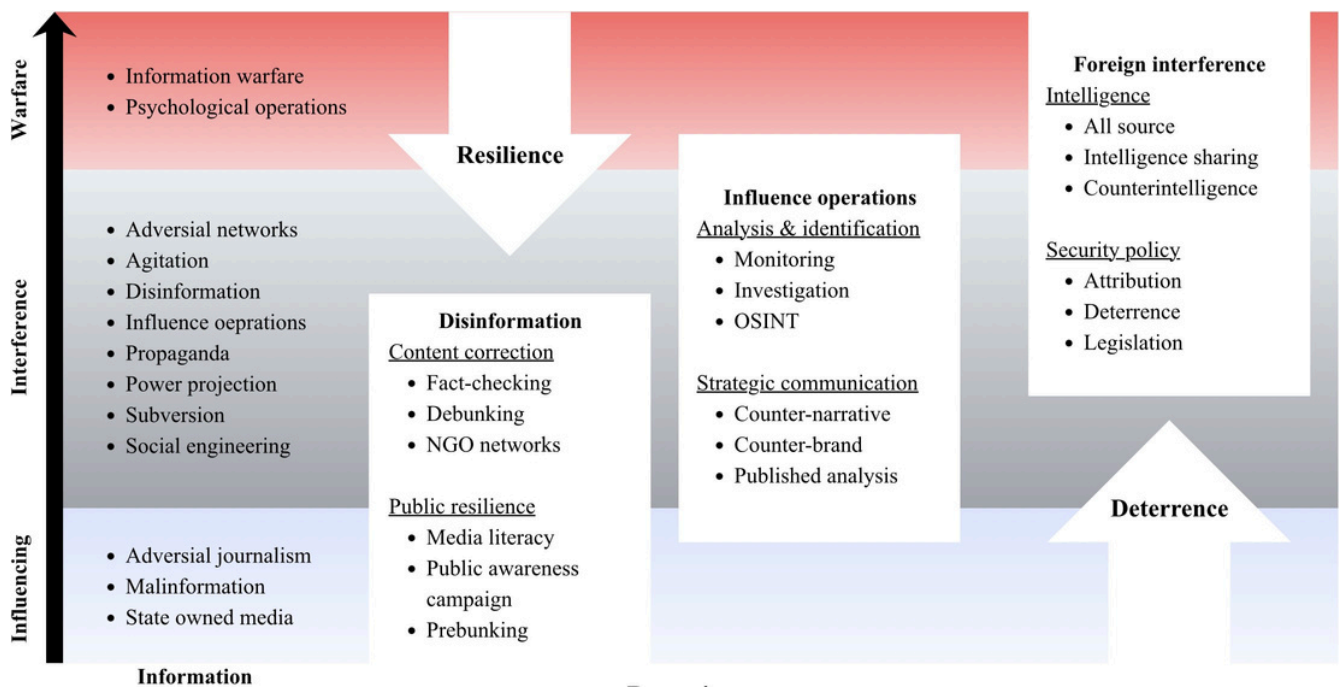 Warfare
Interference
Influencing
• Information warfare
• Psychological operations
• Adversial networks
• Agitation
• Disinformation
• Influence oeprations
• Propaganda
• Power projection
• Subversion
• Social engineering
• Adversial journalism
• Malinformation
• State owned media
Information
Resilience
Disinformation
Content correction
• Fact-checking
• Debunking
• NGO networks
Public resilience
• Media literacy
• Public awareness
campaign
• Prebunking
Influence operations
Analysis & identification
• Monitoring
• Investigation
• OSINT
Strategic communication
• Counter-narrative
• Counter-brand
• Published analysis
Foreign interference
Intelligence
• All source
• Intelligence sharing
• Counterintelligence
Security policy
• Attribution
• Deterrence
• Legislation
Deterrence